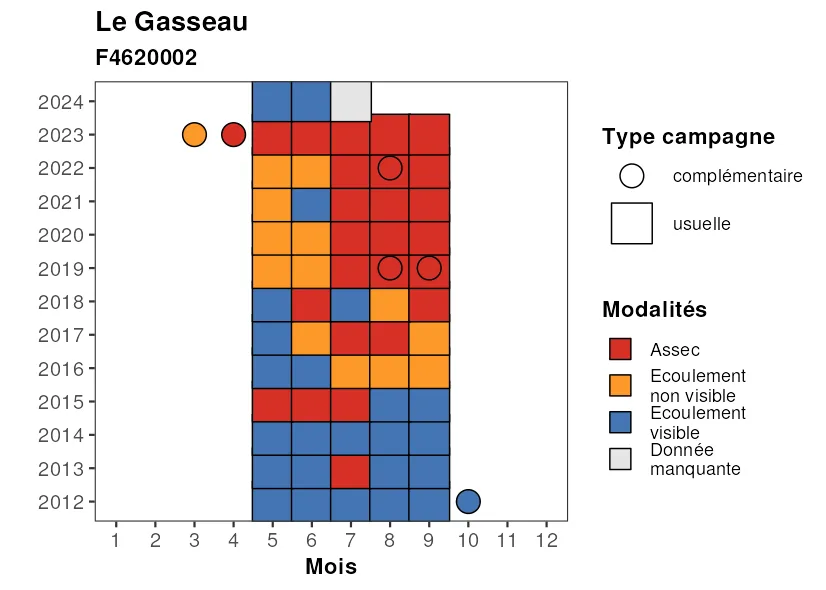 Le Gasseau
F4620002
2024
2023
2022
2021
2020
2019
2018
2017
2016
2015
2014
2013
2012
1 2 3 4 5 6 7 8 9 10 11 12
Mois
Type campagne
complémentaire
usuelle
Modalités
Assec
Ecoulement
non visible
Ecoulement
visible
Donnée
manquante